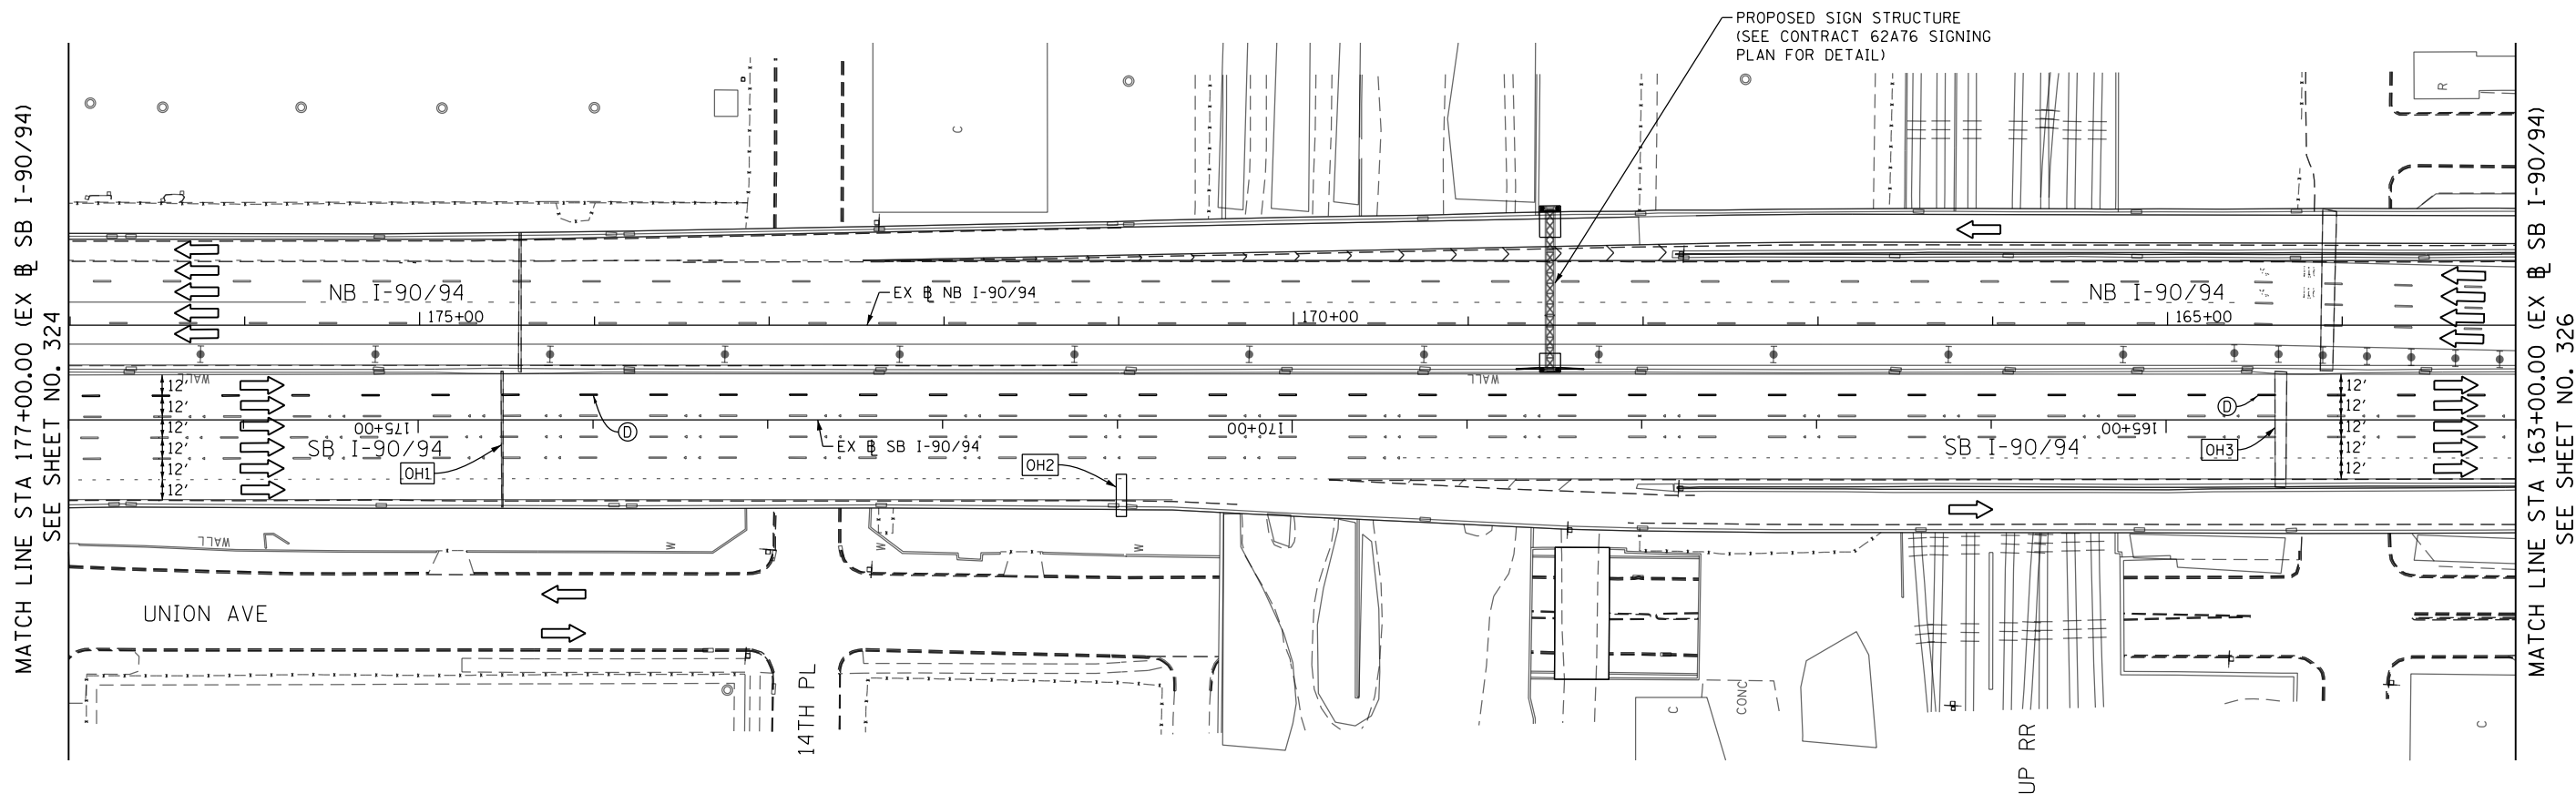 PROPOSED SIGN STRUCTURE
(SEE CONTRACT 62A76 SIGNING
PLAN FOR DETAIL)
MATCH LINE STA 177+00.00 (EX ℄ SB I-90/94)
SEE SHEET NO. 324
C
R
NB I-90/94
EX ℄ NB I-90/94
NB I-90/94
175+00
170+00
165+00
WALL
WALL
12'
12'
12'
12'
12'
12'
175+00
170+00
165+00
D
D
SB I-90/94
EX ℄ SB I-90/94
SB I-90/94
OH1
OH2
OH3
12'
12'
12'
12'
12'
WALL
W
W
W
UNION AVE
14TH PL
C
CONC
UP RR
C
MATCH LINE STA 163+00.00 (EX ℄ SB I-90/94)
SEE SHEET NO. 326